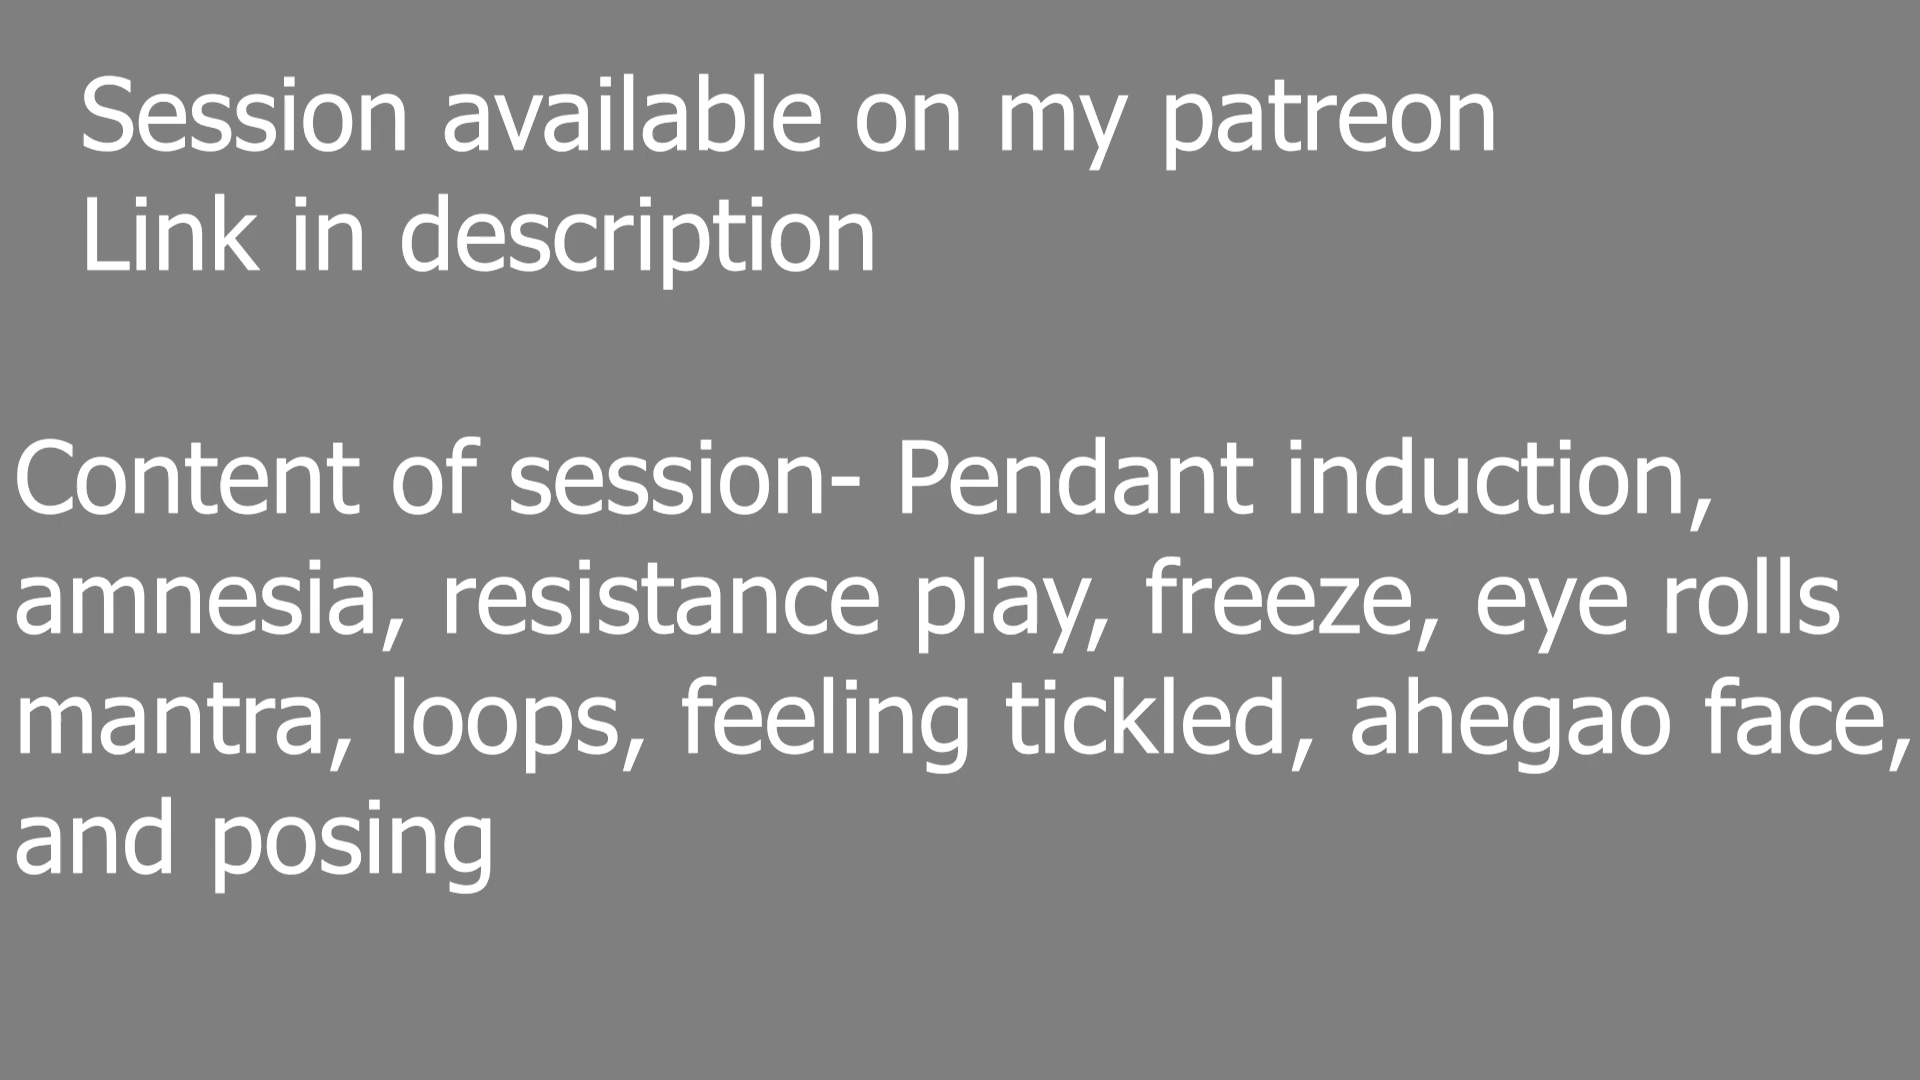 Session available on my patreon
Link in description
Content of session- Pendant induction,
amnesia, resistance play, freeze, eye rolls
mantra, loops, feeling tickled, ahegao face,
and posing